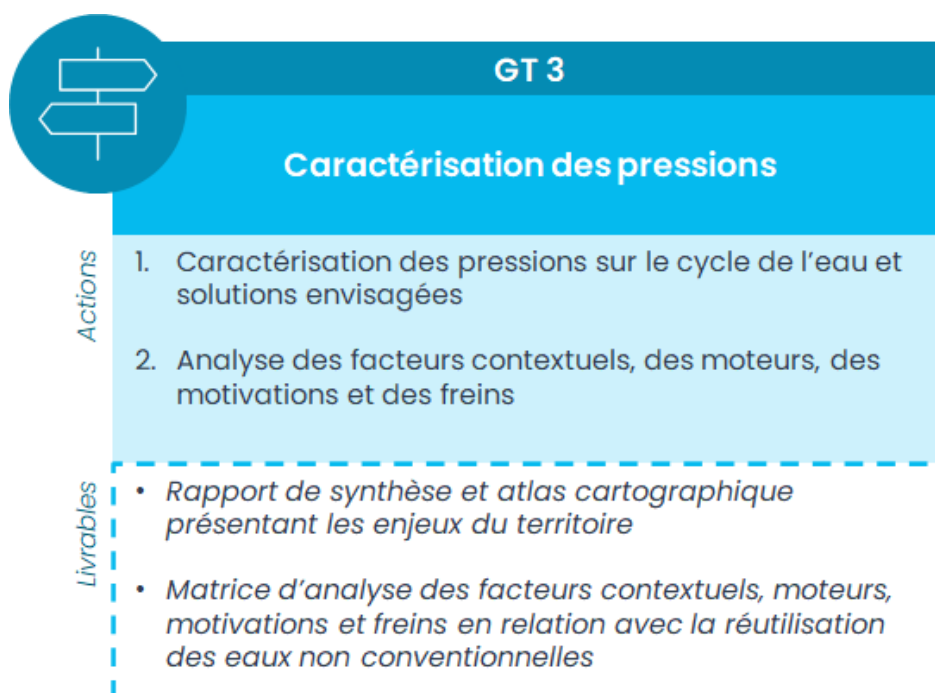 GT 3
Caractérisation des pressions
Actions
1. Caractérisation des pressions sur le cycle de l’eau et
solutions envisagées
2. Analyse des facteurs contextuels, des moteurs, des
motivations et des freins
Livrables
• Rapport de synthèse et atlas cartographique
présentant les enjeux du territoire
• Matrice d’analyse des facteurs contextuels, moteurs,
motivations et freins en relation avec la réutilisation
des eaux non conventionnelles